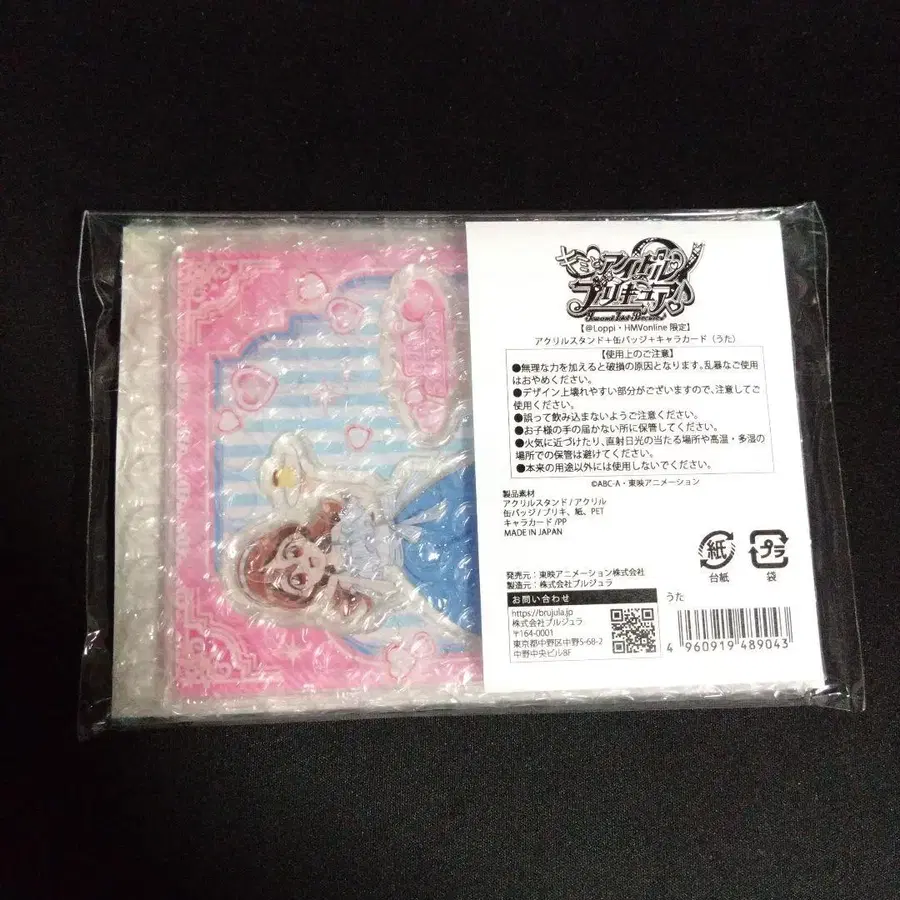 キミとアイドル
プリキュア♪
【@Loppi・HMVonline 限定】
アクリルスタンド＋缶バッジ＋キャラカード（うた）
【使用上のご注意】
●無理な力を加えると破損の原因となります。乱暴なご使用
はおやめください。
●デザイン上壊れやすい部分がございますので、注意してご
使用ください。
●誤って飲み込まないようご注意ください。
●お子様の手の届かない所に保管してください。
●火気に近づけたり、直射日光の当たる場所や高温・多湿の
場所での保管は避けてください。
●本来の用途以外には使用しないでください。
©ABC-A・東映アニメーション
製品素材
アクリルスタンド/アクリル
缶バッジ/ブリキ、紙、PET
キャラカード/PP
MADE IN JAPAN
紙
台紙
プラ
袋
発売元：東映アニメーション株式会社
製造元：株式会社ブルジュラ
お問い合わせ
https://brujula.jp
株式会社ブルジュラ
〒164-0001
東京都中野区中野5-68-2
中野中央ビル8F
うた
4 960919 489043